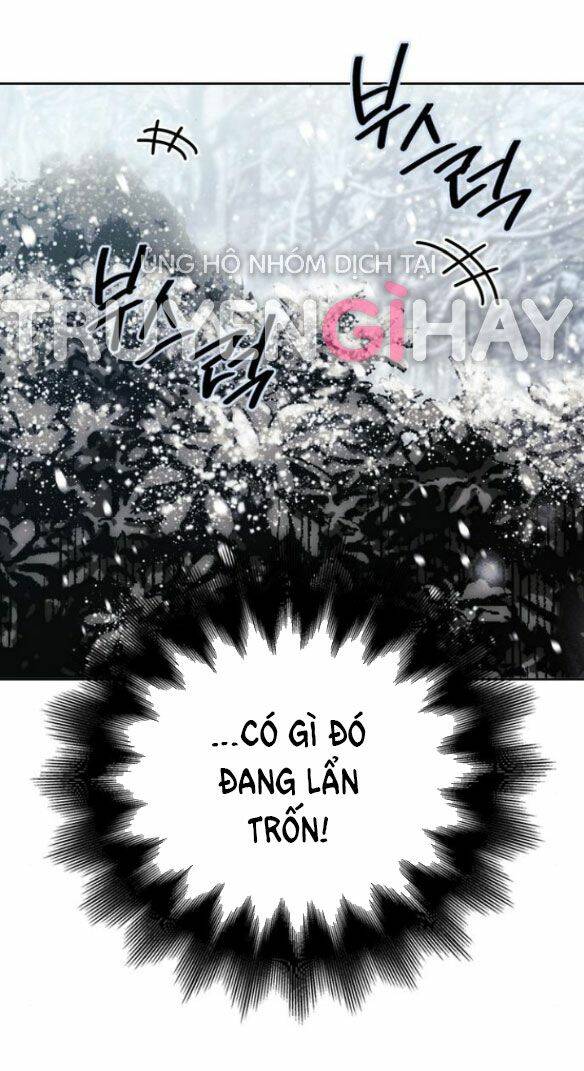 부스럭
ỦNG HỘ NHÓM DỊCH TẠI
TRUYENGIHAY
부스럭
...CÓ GÌ ĐÓ
ĐANG LẨN
TRỐN!